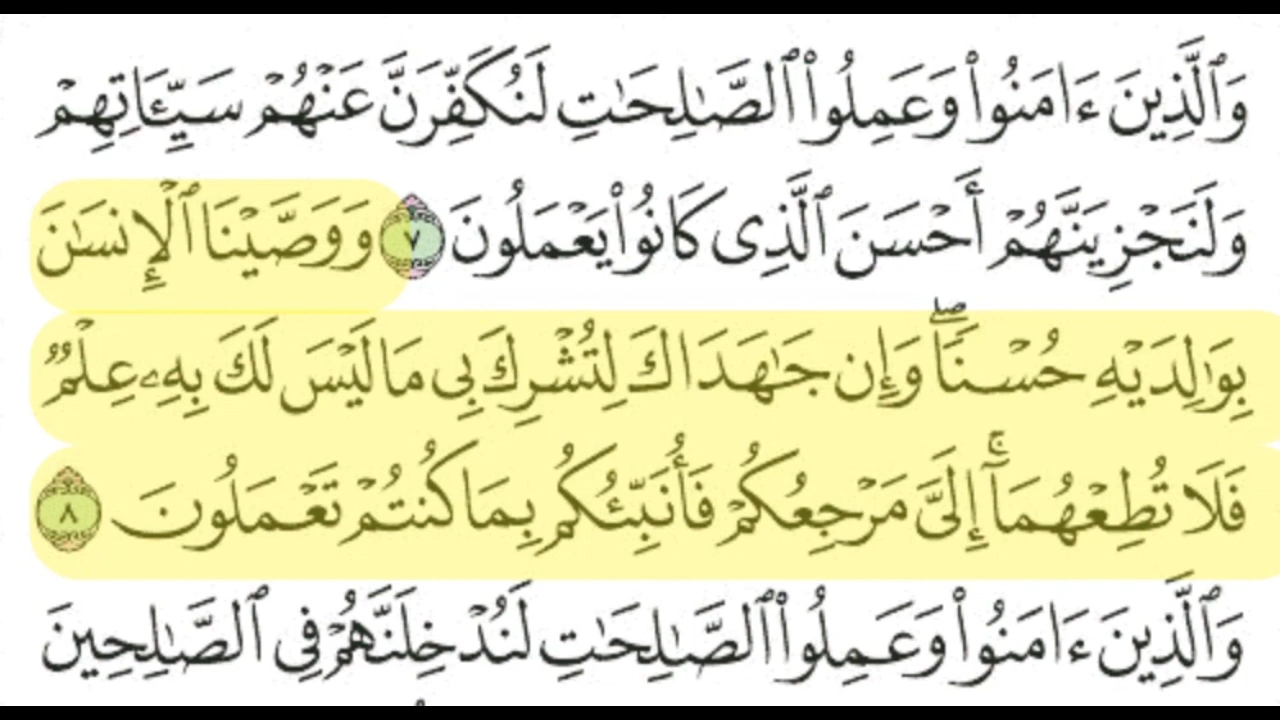 وَٱلَّذِينَ ءَامَنُوا۟ وَعَمِلُوا۟ ٱلصَّـٰلِحَـٰتِ لَنُكَفِّرَنَّ عَنْهُمْ سَيِّـَٔاتِهِمْ
وَلَنَجْزِيَنَّهُمْ أَحْسَنَ ٱلَّذِى كَانُوا۟ يَعْمَلُونَ ٧ وَوَصَّيْنَا ٱلْإِنسَـٰنَ
بِوَٰلِدَيْهِ حُسْنًا ۖ وَإِن جَـٰهَدَاكَ لِتُشْرِكَ بِى مَا لَيْسَ لَكَ بِهِۦ عِلْمٌ
فَلَا تُطِعْهُمَآ ۚ إِلَىَّ مَرْجِعُكُمْ فَأُنَبِّئُكُم بِمَا كُنتُمْ تَعْمَلُونَ ٨
وَٱلَّذِينَ ءَامَنُوا۟ وَعَمِلُوا۟ ٱلصَّـٰلِحَـٰتِ لَنُدْخِلَنَّهُمْ فِى ٱلصَّـٰلِحِينَ